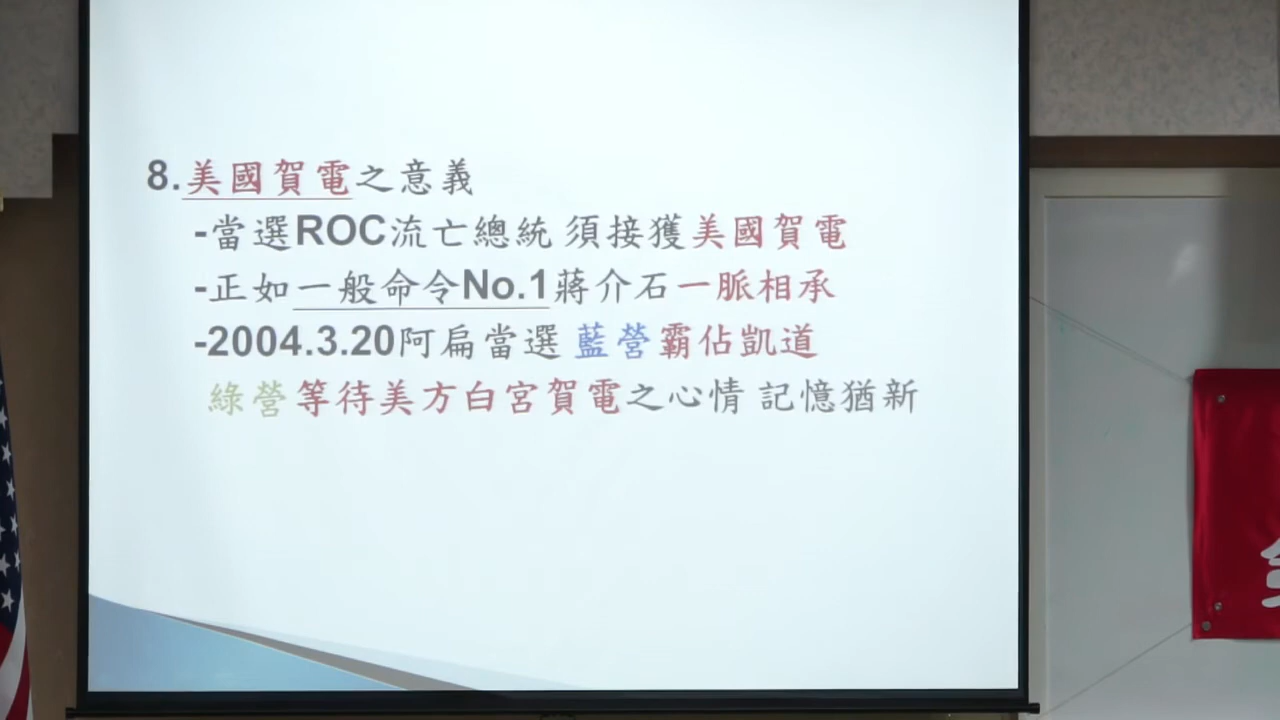 8.美國賀電之意義
-當選ROC流亡總統 須接獲美國賀電
-正如一般命令No.1蔣介石一脈相承
-2004.3.20阿扁當選 藍營霸佔凱道
綠營等待美方白宮賀電之心情 記憶猶新